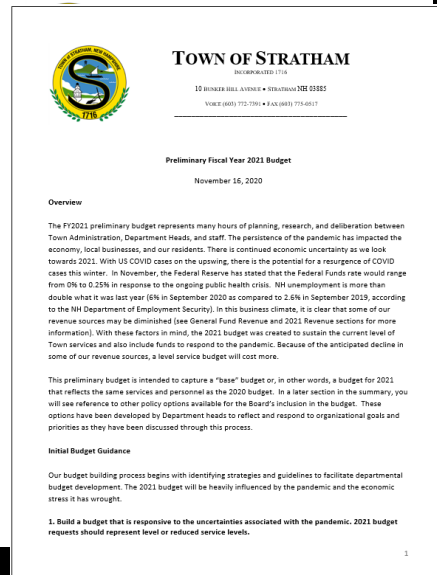 TOWN OF STRATHAM, NEW HAMPSHIRE
S
1716
TOWN OF STRATHAM
INCORPORATED 1716
10 BUNKER HILL AVENUE • STRATHAM NH 03885
VOICE (603) 772-7391 • FAX (603) 775-0517
Preliminary Fiscal Year 2021 Budget
November 16, 2020
Overview
The FY2021 preliminary budget represents many hours of planning, research, and deliberation between
Town Administration, Department Heads, and staff. The persistence of the pandemic has impacted the
economy, local businesses, and our residents. There is continued economic uncertainty as we look
towards 2021. With US COVID cases on the upswing, there is the potential for a resurgence of COVID
cases this winter. In November, the Federal Reserve has stated that the Federal Funds rate would range
from 0% to 0.25% in response to the ongoing public health crisis. NH unemployment is more than
double what it was last year (6% in September 2020 as compared to 2.6% in September 2019, according
to the NH Department of Employment Security). In this business climate, it is clear that some of our
revenue sources may be diminished (see General Fund Revenue and 2021 Revenue sections for more
information). With these factors in mind, the 2021 budget was created to sustain the current level of
Town services and also include funds to respond to the pandemic. Because of the anticipated decline in
some of our revenue sources, a level service budget will cost more.
This preliminary budget is intended to capture a “base” budget or, in other words, a budget for 2021
that reflects the same services and personnel as the 2020 budget. In a later section in the summary, you
will see reference to other policy options available for the Board’s inclusion in the budget. These
options have been developed by Department heads to reflect and respond to organizational goals and
priorities as they have been discussed through this process.
Initial Budget Guidance
Our budget building process begins with identifying strategies and guidelines to facilitate departmental
budget development. The 2021 budget will be heavily influenced by the pandemic and the economic
stress it has wrought.
1. Build a budget that is responsive to the uncertainties associated with the pandemic. 2021 budget
requests should represent level or reduced service levels.
1